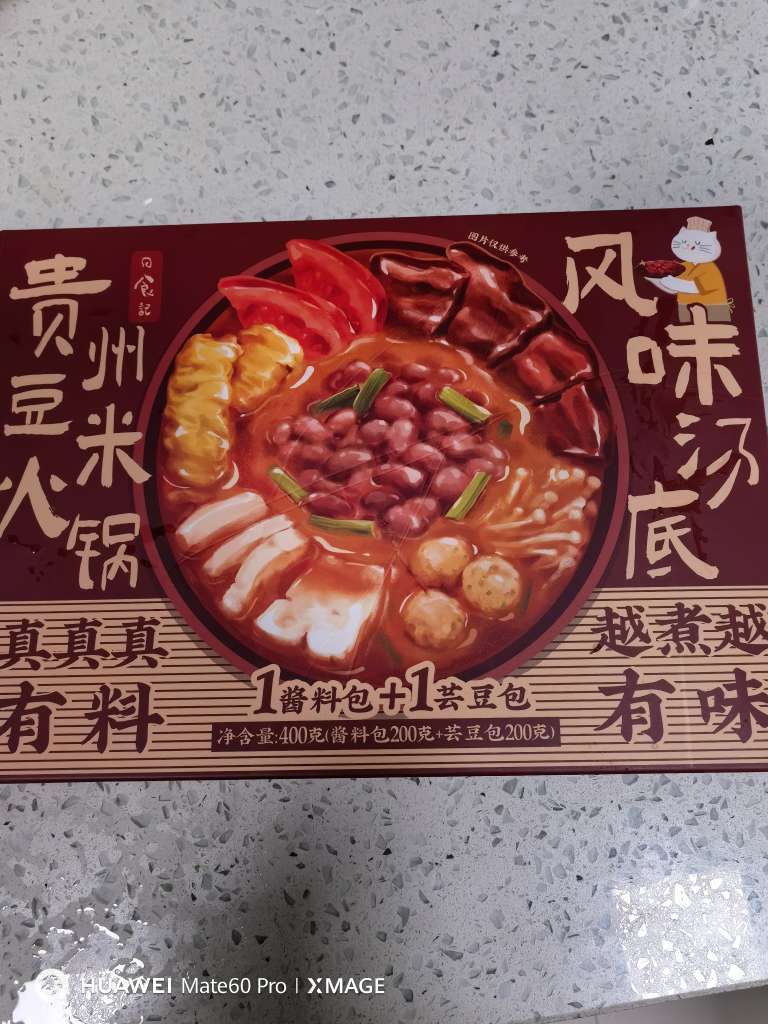 贵州
豆米
火锅
日食記
图片仅供参考
风味
汤底
真真真
有料
越煮越
有味
1酱料包+1芸豆包
净含量:400克(酱料包200克+芸豆包200克)
HUAWEI Mate60 Pro | XMAGE